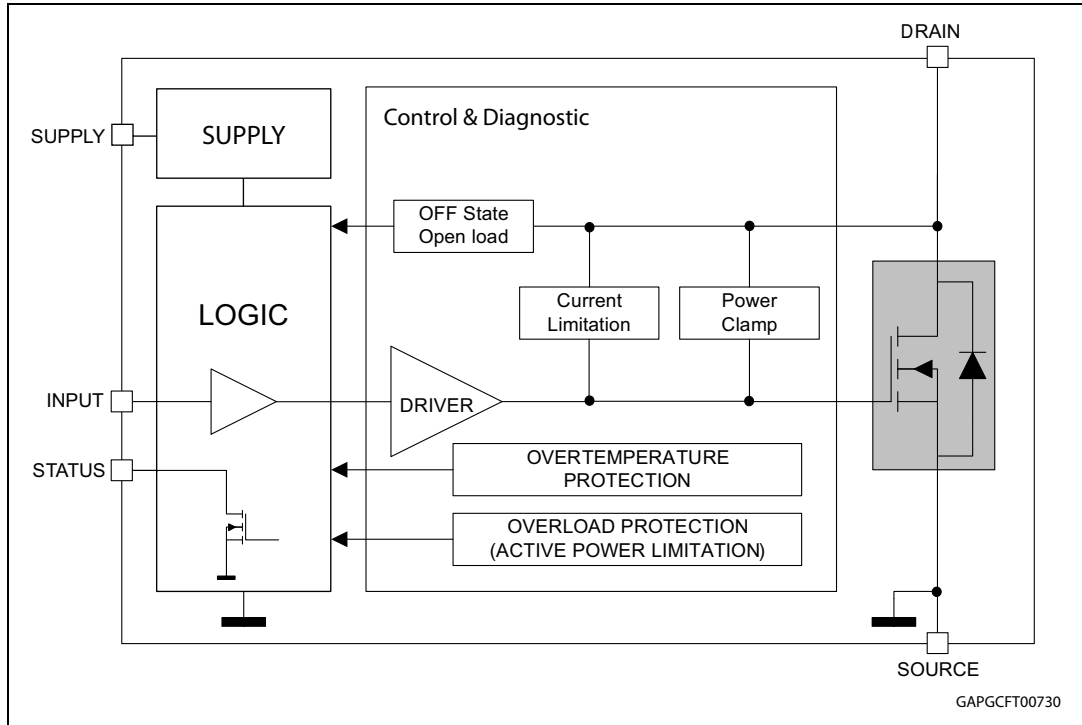 DRAIN
SUPPLY
SUPPLY
Control & Diagnostic
OFF State
Open load
LOGIC
Current
Limitation
Power
Clamp
INPUT
DRIVER
STATUS
OVERTEMPERATURE
PROTECTION
OVERLOAD PROTECTION
(ACTIVE POWER LIMITATION)
SOURCE
GAPGCFT00730